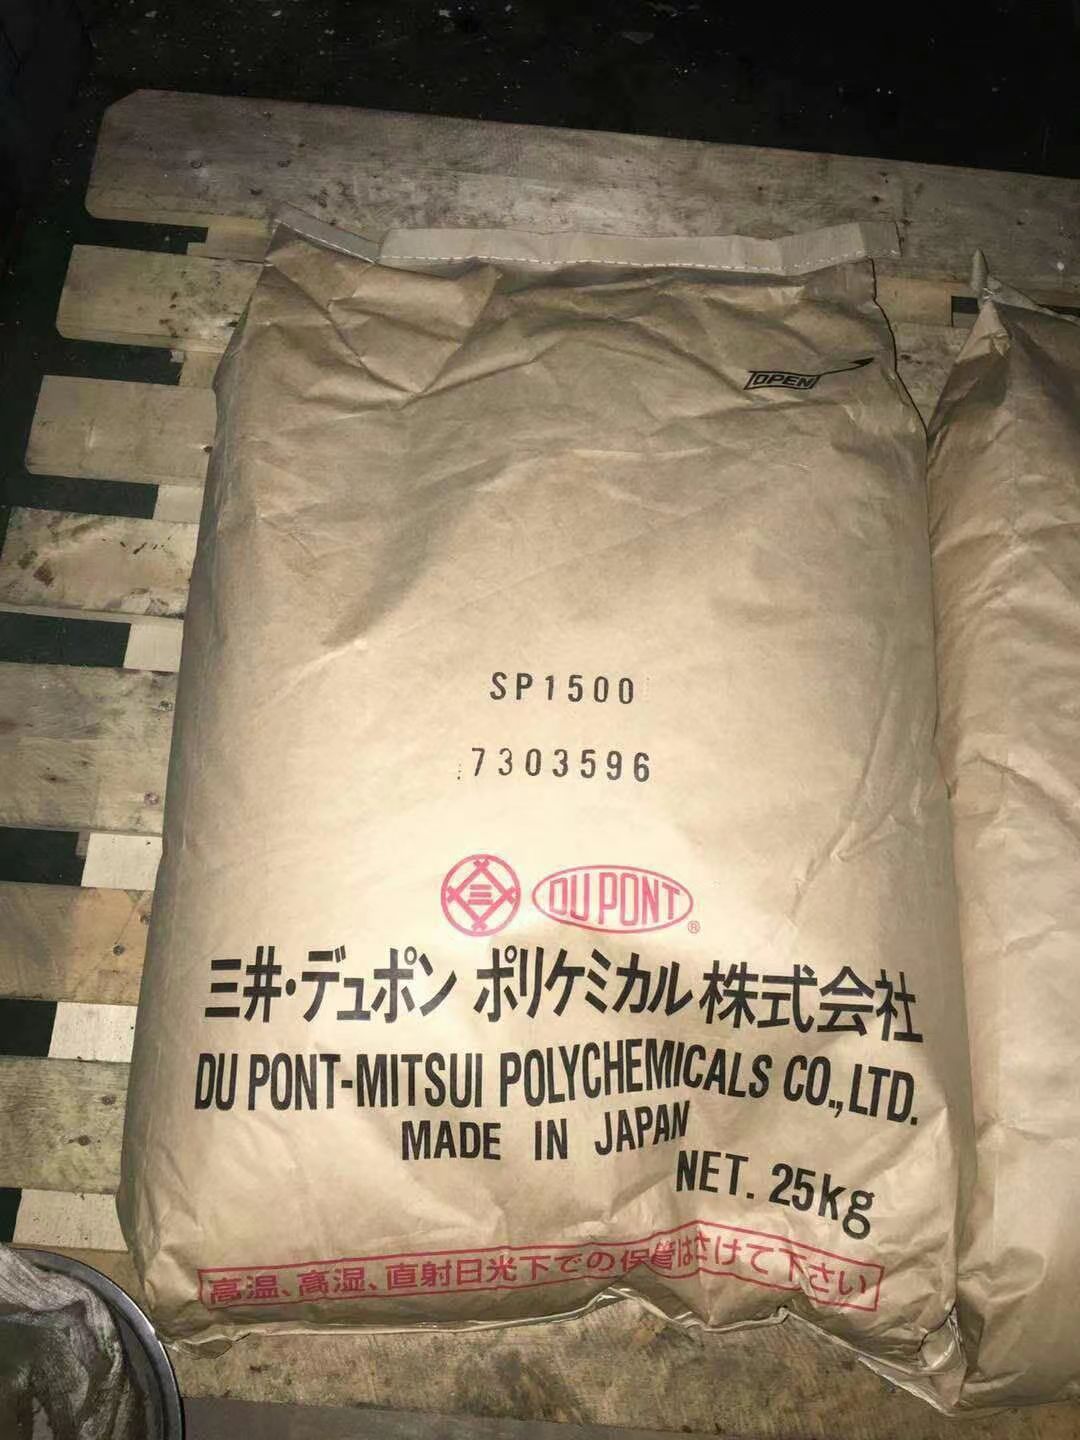 OPEN
SP1500
7303596
三 DU PONT ®
三井・デュポン ポリケミカル株式会社
DU PONT-MITSUI POLYCHEMICALS CO.,LTD.
MADE IN JAPAN
NET. 25kg
高温、高湿、直射日光下での保管はさけて下さい